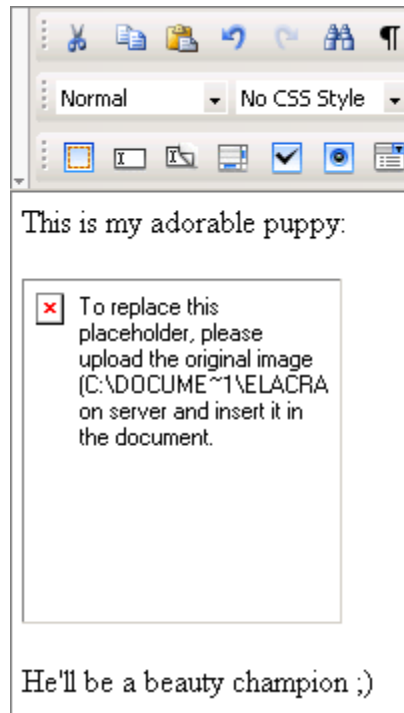 Normal No CSS Style
This is my adorable puppy:
To replace this
placeholder, please
upload the original image
(C:\DOCUME~1\ELACRA
on server and insert it in
the document.
He'll be a beauty champion ;)